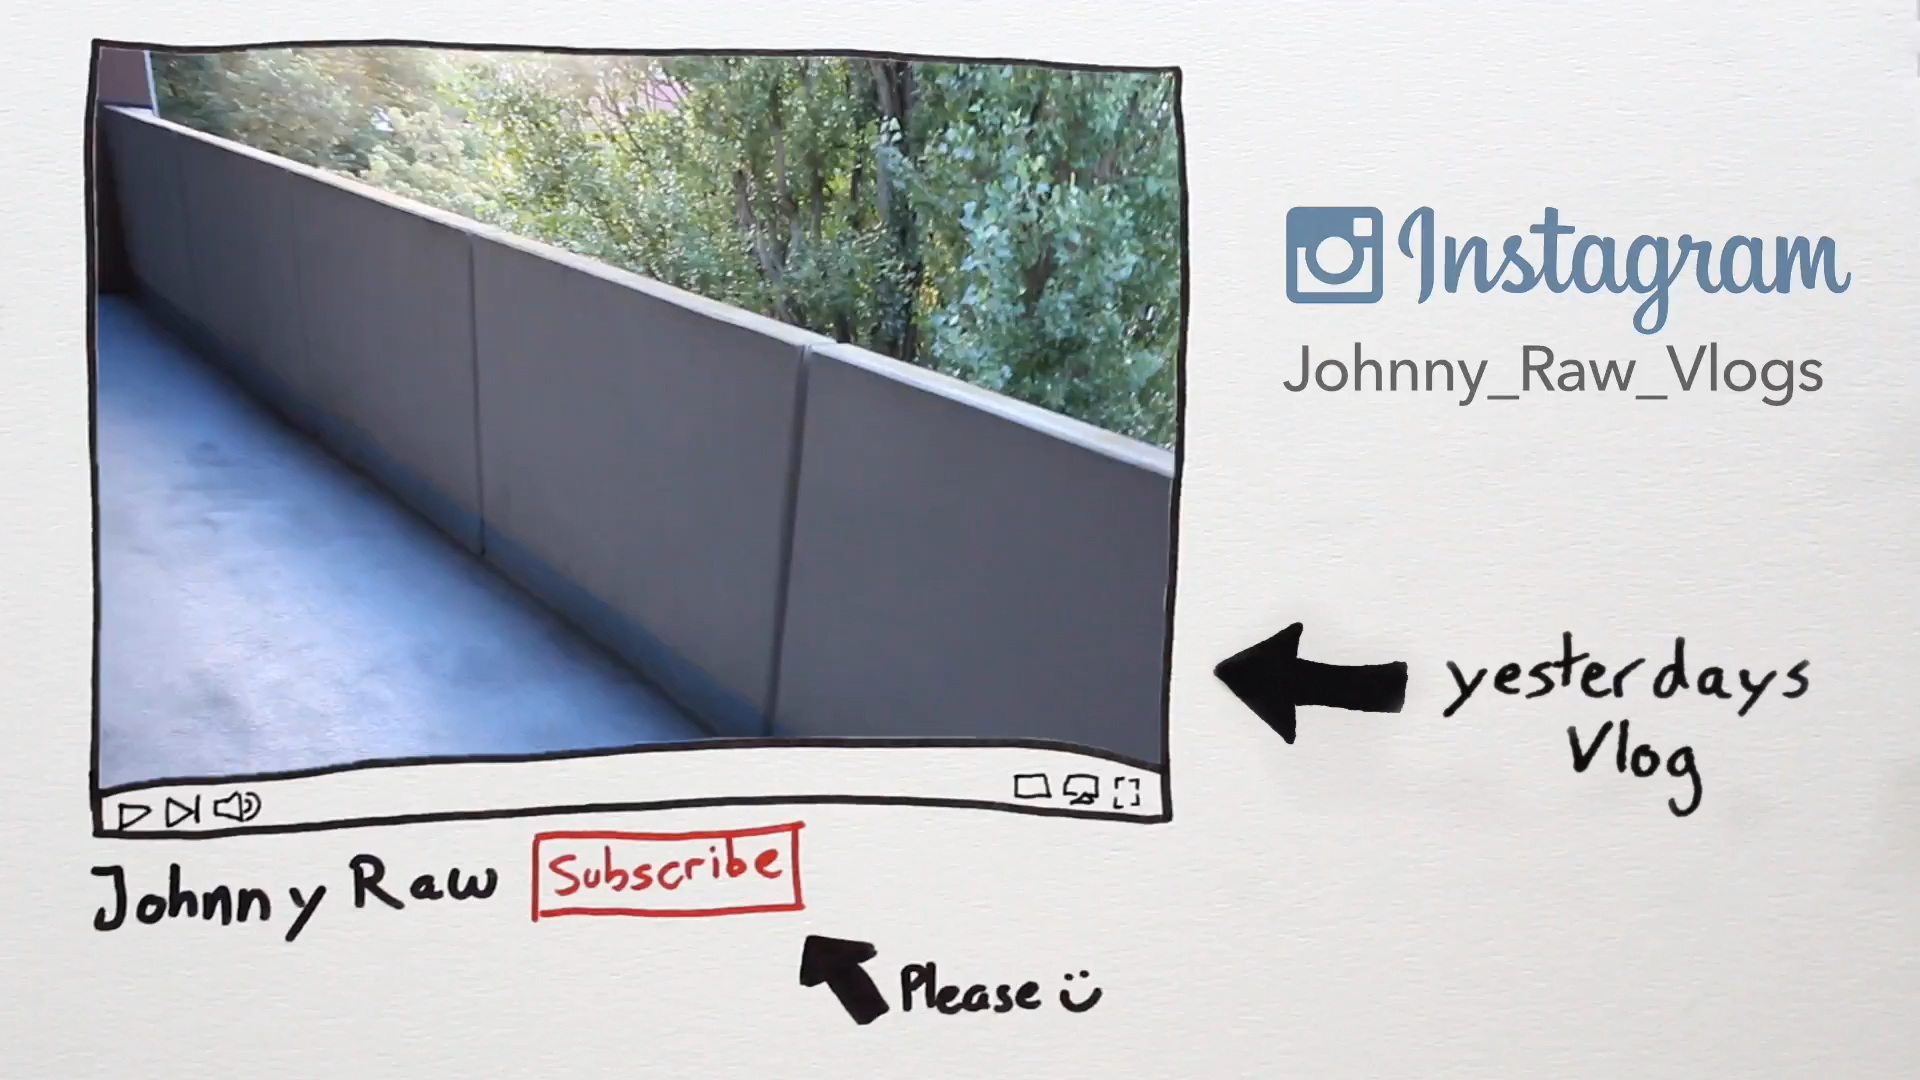 Instagram
Johnny_Raw_Vlogs
yesterdays
Vlog
Johnny Raw Subscribe
Please